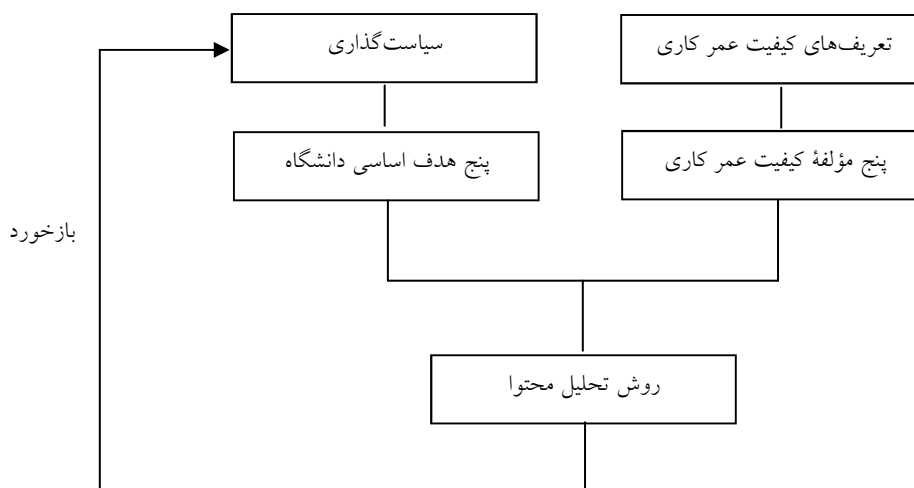 تعریف‌های کیفیت عمر کاری
سیاست‌گذاری
پنج مؤلفهٔ کیفیت عمر کاری
پنج هدف اساسی دانشگاه
بازخورد
روش تحلیل محتوا